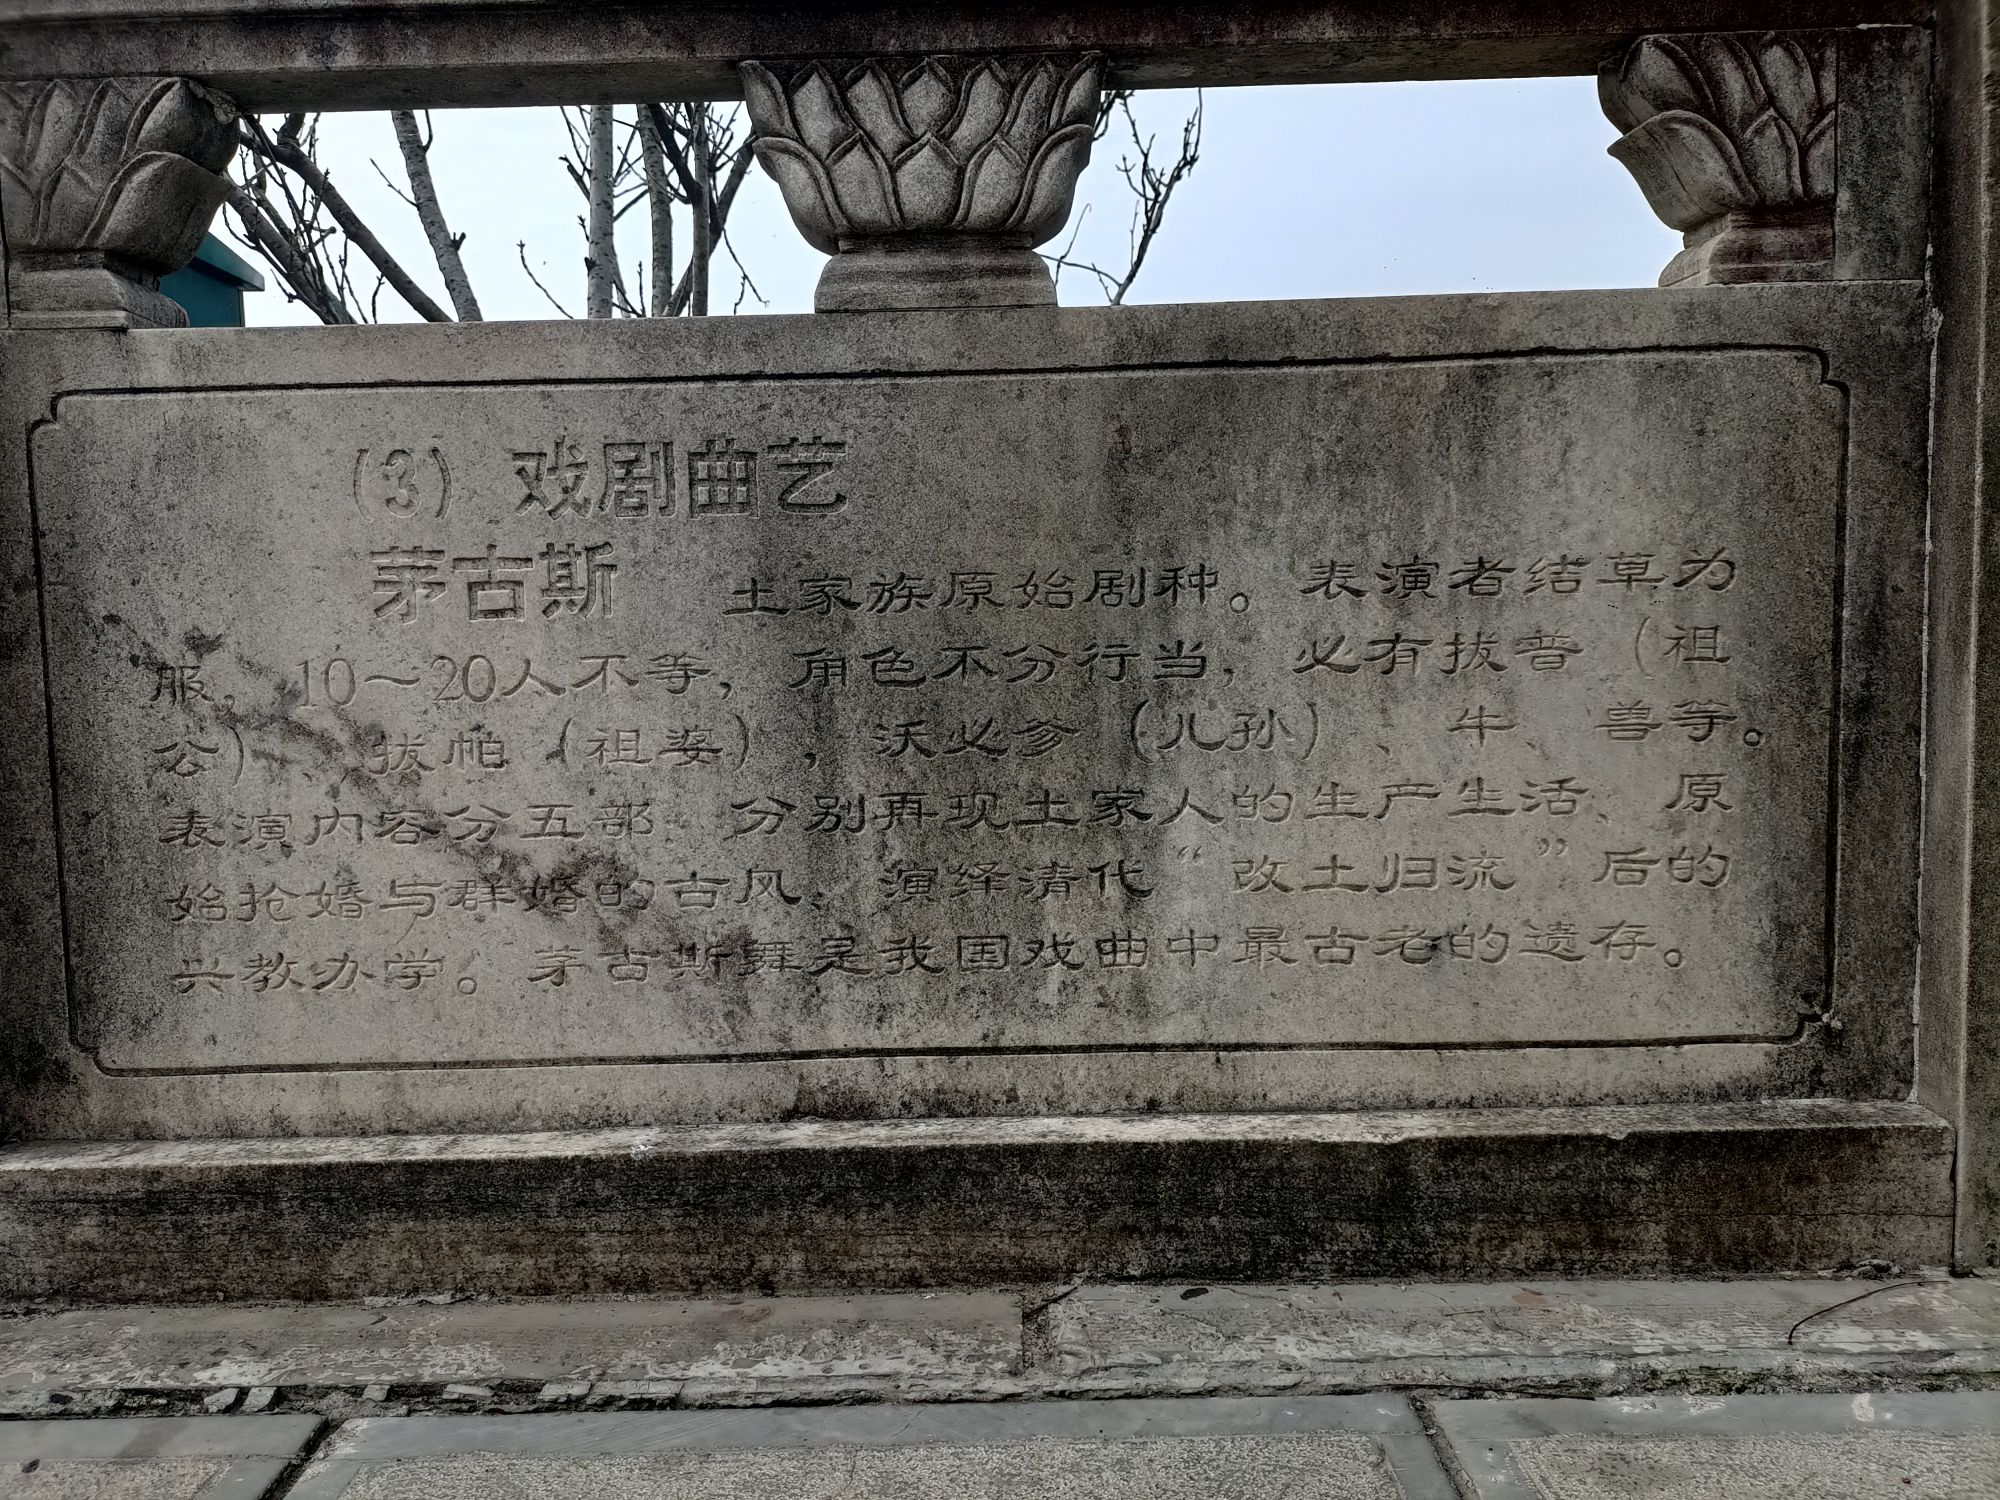 （3）戏剧曲艺
茅古斯 土家族原始剧种。表演者结草为
服，10～20人不等，角色不分行当，必有拔普（祖
公）、拔帕（祖婆），沃必爹（儿孙）、牛、兽等。
表演内容分五部 分别再现土家人的生产生活、原
始抢婚与群婚的古风、演绎清代“改土归流”后的
兴教办学。茅古斯舞是我国戏曲中最古老的遗存。